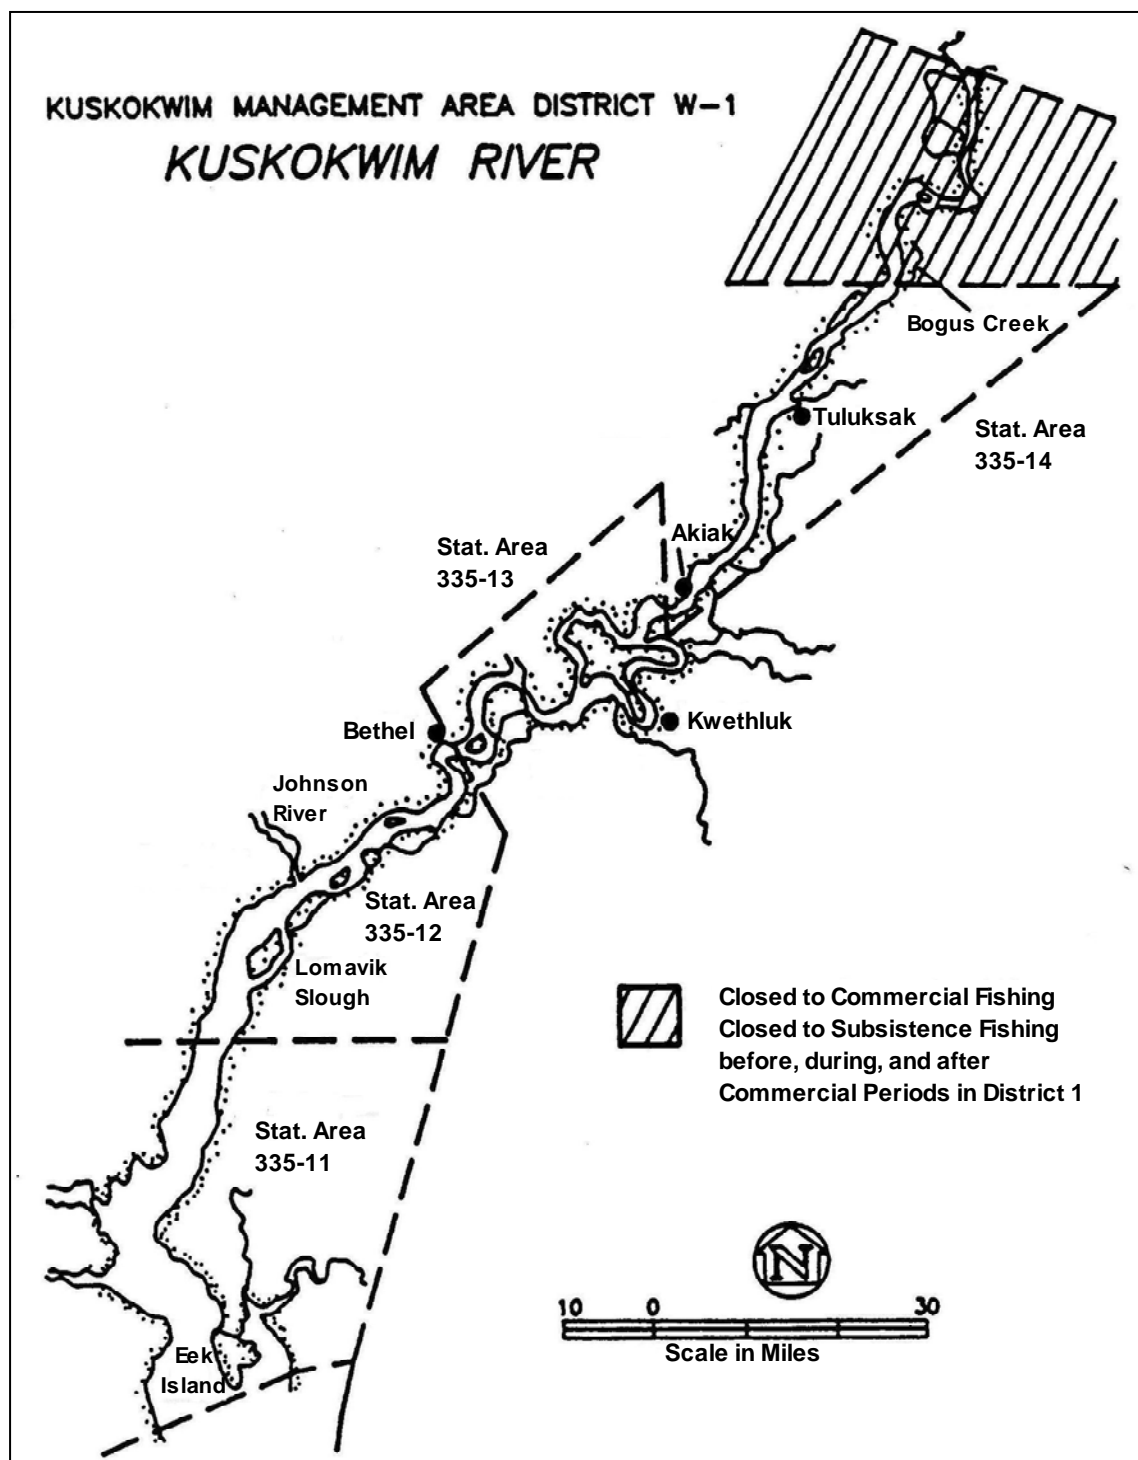 KUSKOKWIM MANAGEMENT AREA DISTRICT W-1
KUSKOKWIM RIVER
Bogus Creek
Tuluksak
Stat. Area
335-14
Akiak
Stat. Area
335-13
Kwethluk
Bethel
Johnson
River
Stat. Area
335-12
Lomavik
Slough
Closed to Commercial Fishing
Closed to Subsistence Fishing
before, during, and after
Commercial Periods in District 1
Stat. Area
335-11
N
10 0 30
Scale in Miles
Eek
Island